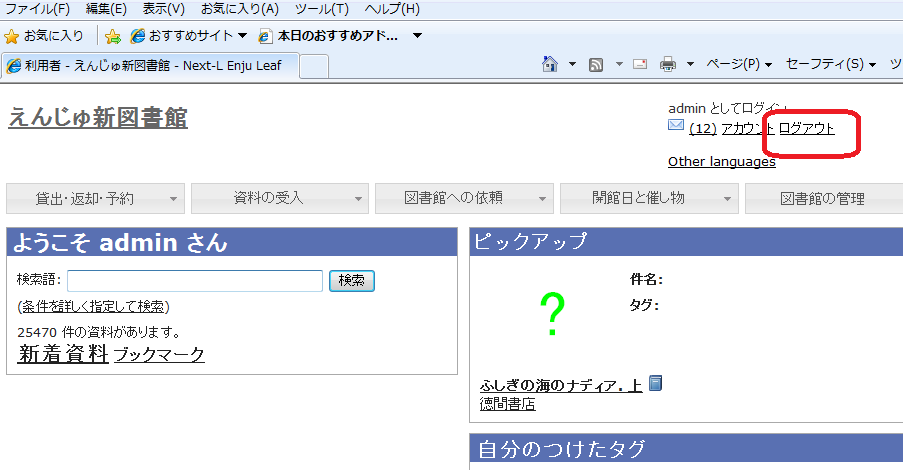 ファイル(F) 編集(E) 表示(V) お気に入り(A) ツール(T) ヘルプ(H)
お気に入り おすすめサイト 本日のおすすめアド...
利用者 - えんじゅ新図書館 - Next-L Enju Leaf ページ(P) セーフティ(S) ツ
えんじゅ新図書館
admin としてログイン
(12) アカウント ログアウト
Other languages
貸出・返却・予約 資料の受入 図書館への依頼 開館日と催し物 図書館の管理
ようこそ admin さん
検索語: 検索
(条件を詳しく指定して検索)
25470 件の資料があります。
新着資料 ブックマーク
ピックアップ
?
件名:
タグ:
ふしぎの海のナディア. 上
徳間書店
自分のつけたタグ